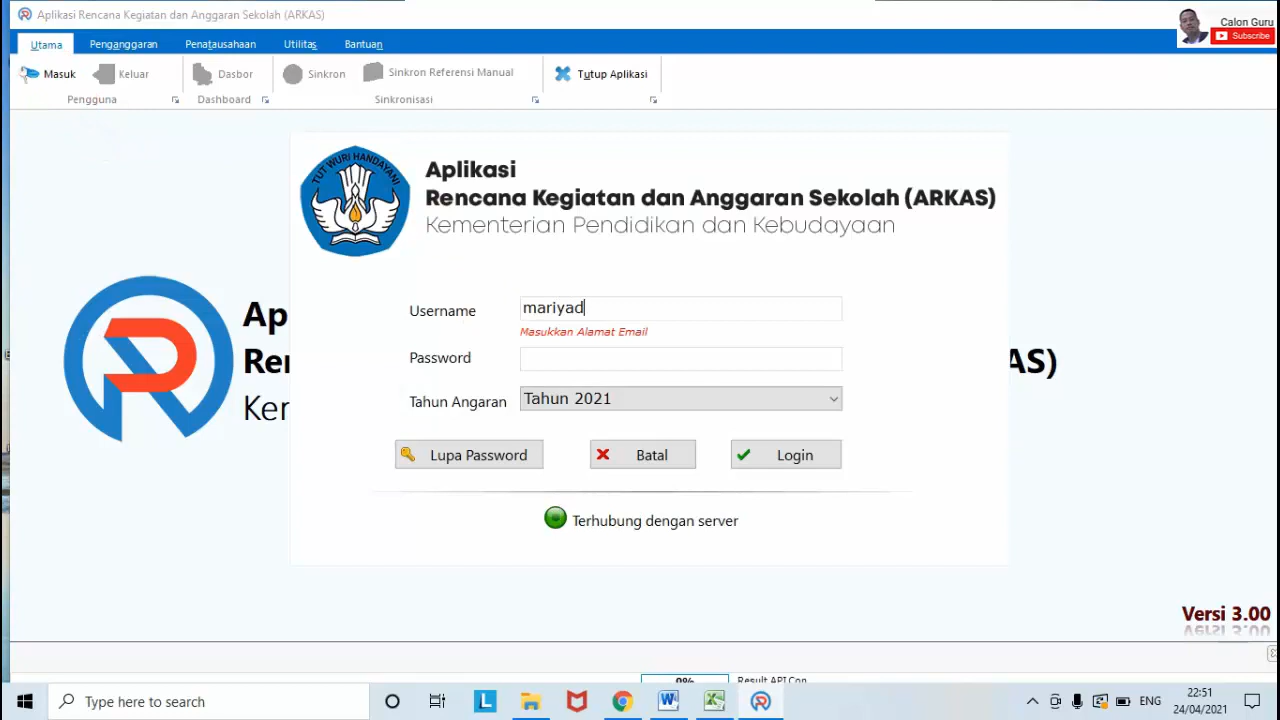 Aplikasi Rencana Kegiatan dan Anggaran Sekolah (ARKAS)
Calon Guru
Subscribe
Utama Penganggaran Penatausahaan Utilitas Bantuan
Masuk Keluar Dasbor Sinkron Sinkron Referensi Manual Tutup Aplikasi
Pengguna Dashboard Sinkronisasi
TUT WURI HANDAYANI
Aplikasi
Rencana Kegiatan dan Anggaran Sekolah (ARKAS)
Kementerian Pendidikan dan Kebudayaan
Ap
Ren AS)
Ker
Username mariyad
Masukkan Alamat Email
Password
Tahun Angaran Tahun 2021
Lupa Password Batal Login
Terhubung dengan server
Versi 3.00
0% Result API Con
Type here to search
L
ENG
22:51
24/04/2021